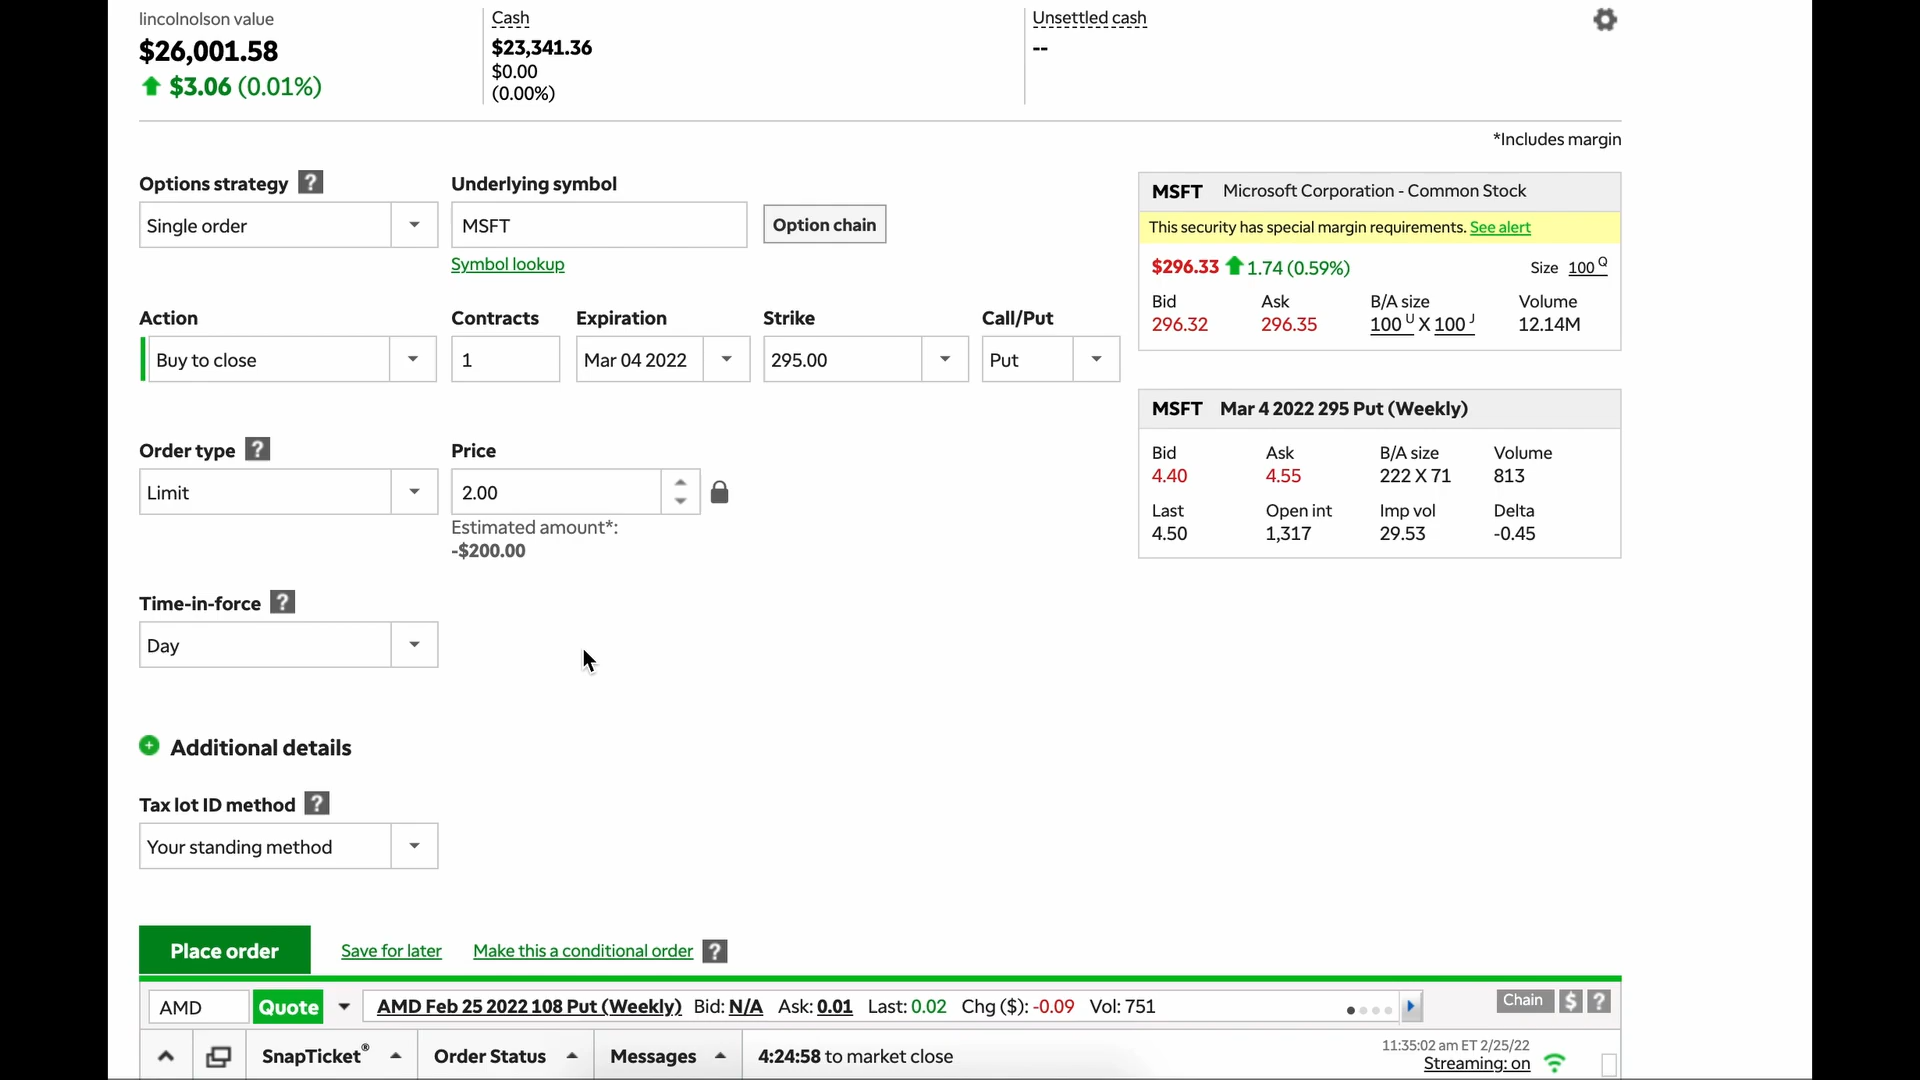 lincolnolson value
$26,001.58
$3.06 (0.01%)
Cash
$23,341.36
$0.00
(0.00%)
Unsettled cash
--
*Includes margin
Options strategy ?
Single order
Underlying symbol
MSFT
Option chain
Symbol lookup
Action
Buy to close
Contracts
1
Expiration
Mar 04 2022
Strike
295.00
Call/Put
Put
Order type ?
Limit
Price
2.00
Estimated amount*:
-$200.00
Time-in-force ?
Day
Additional details
Tax lot ID method ?
Your standing method
Place order Save for later Make this a conditional order ?
MSFT Microsoft Corporation - Common Stock
This security has special margin requirements. See alert
$296.33 1.74 (0.59%) Size 100 Q
Bid Ask B/A size Volume
296.32 296.35 100 U X 100 J 12.14M
MSFT Mar 4 2022 295 Put (Weekly)
Bid Ask B/A size Volume
4.40 4.55 222 X 71 813
Last Open int Imp vol Delta
4.50 1,317 29.53 -0.45
AMD Quote AMD Feb 25 2022 108 Put (Weekly) Bid: N/A Ask: 0.01 Last: 0.02 Chg ($): -0.09 Vol: 751 Chain $ ?
SnapTicket® Order Status Messages 4:24:58 to market close
11:35:02 am ET 2/25/22
Streaming: on